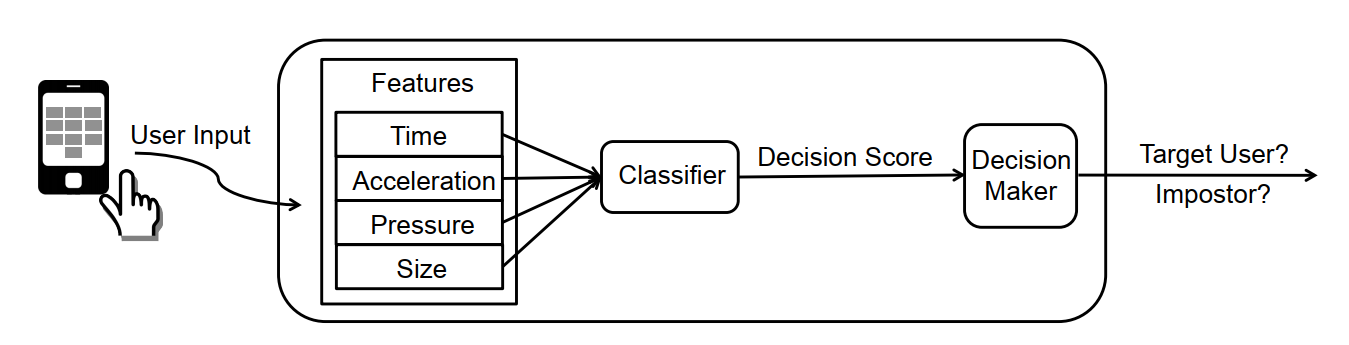 User Input
Features
Time
Acceleration
Pressure
Size
Classifier
Decision Score
Decision
Maker
Target User?
Impostor?